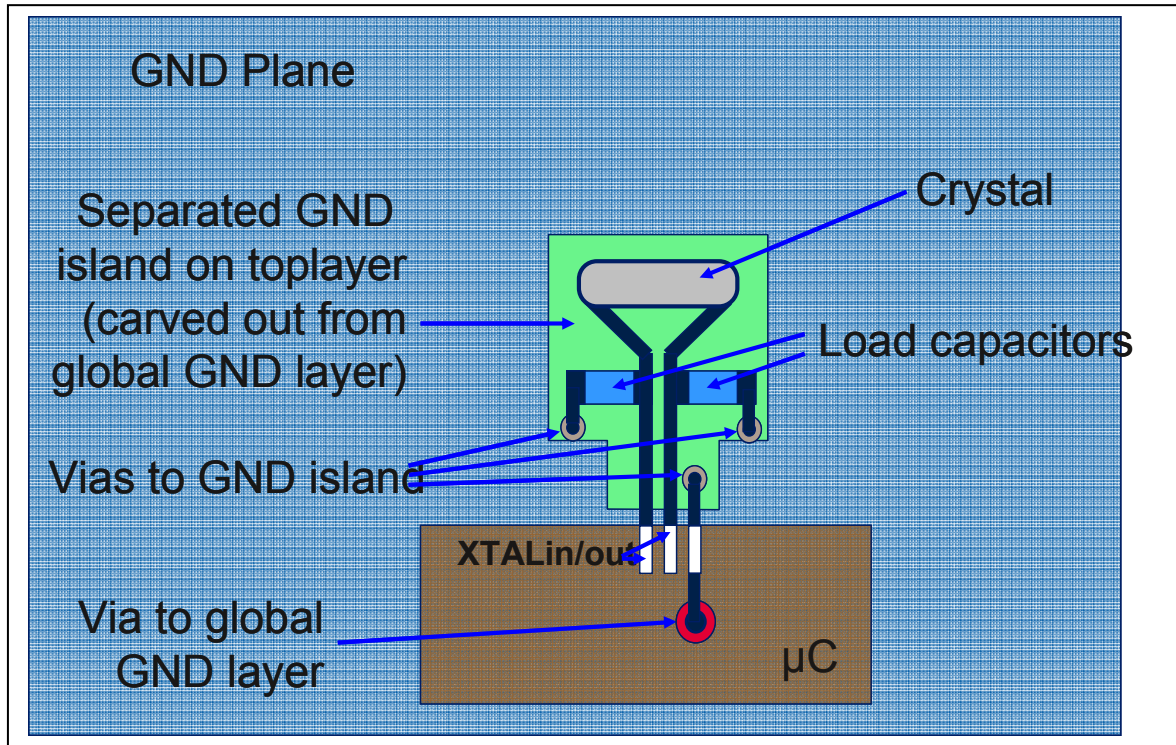 GND Plane
Crystal
Separated GND
island on toplayer
(carved out from
global GND layer)
Load capacitors
Vias to GND island
XTALin/out
Via to global
GND layer
µC